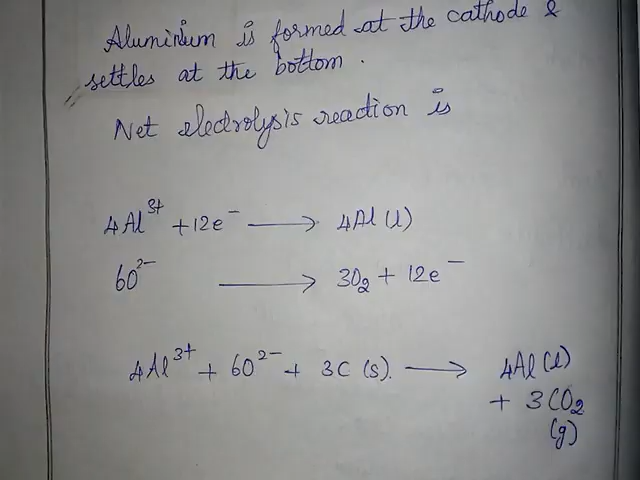 Aluminium is formed at the cathode &
settles at the bottom.
Net electrolysis reaction is
4Al³⁺ + 12e⁻ ⟶ 4Al (l)
6O²⁻ ⟶ 3O₂ + 12e⁻
4Al³⁺ + 6O²⁻ + 3C (s). ⟶ 4Al (l)
+ 3CO₂
(g)